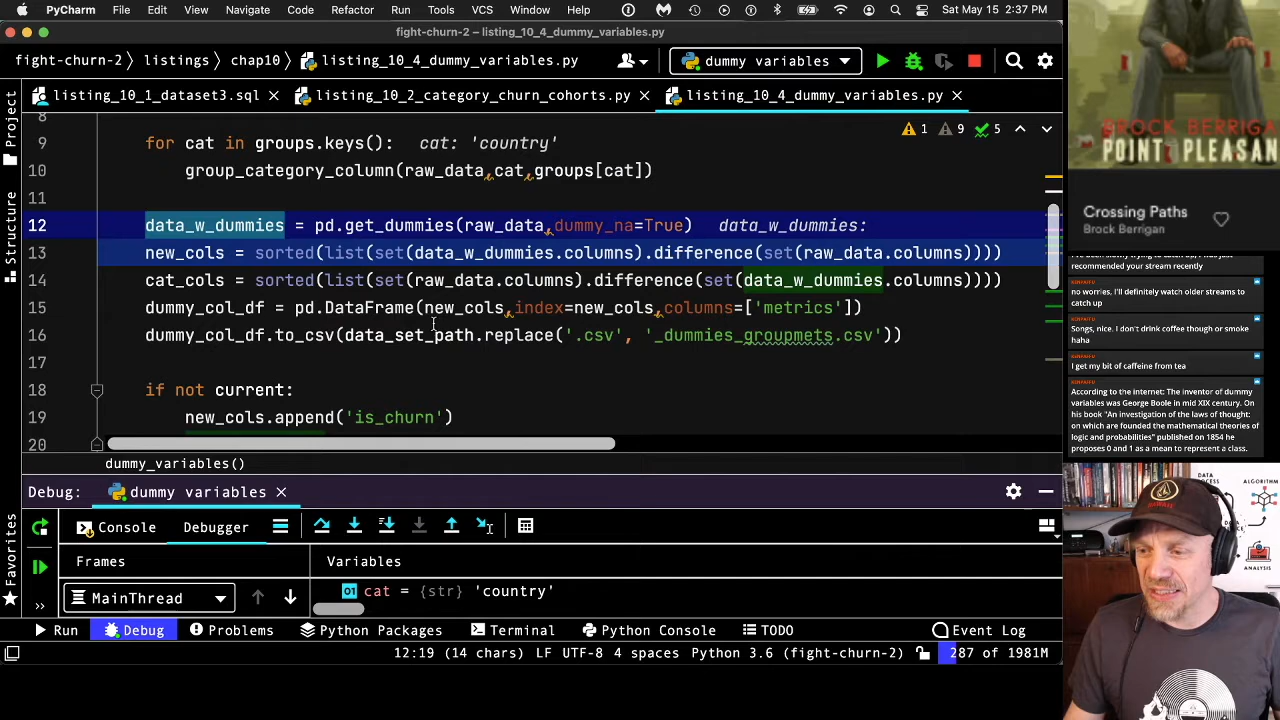 PyCharm File Edit View Navigate Code Refactor Run Tools VCS Window Help Sat May 15 2:37 PM
fight-churn-2 – listing_10_4_dummy_variables.py
fight-churn-2 listings chap10 listing_10_4_dummy_variables.py dummy variables
Project
Structure
Favorites
listing_10_1_dataset3.sql listing_10_2_category_churn_cohorts.py listing_10_4_dummy_variables.py
1 9 5
8
9 for cat in groups.keys(): cat: 'country'
10 group_category_column(raw_data,cat,groups[cat])
11
12 data_w_dummies = pd.get_dummies(raw_data,dummy_na=True) data_w_dummies:
13 new_cols = sorted(list(set(data_w_dummies.columns).difference(set(raw_data.columns))))
14 cat_cols = sorted(list(set(raw_data.columns).difference(set(data_w_dummies.columns))))
15 dummy_col_df = pd.DataFrame(new_cols,index=new_cols,columns=['metrics'])
16 dummy_col_df.to_csv(data_set_path.replace('.csv', '_dummies_groupmets.csv'))
17
18 if not current:
19 new_cols.append('is_churn')
20
dummy_variables()
Debug: dummy variables
Console Debugger
Frames Variables
MainThread
cat = {str} 'country'
Run Debug Problems Python Packages Terminal Python Console TODO Event Log
12:19 (14 chars) LF UTF-8 4 spaces Python 3.6 (fight-churn-2) 287 of 1981M
BROCK BERRIGA
POINT PLEASAN
Crossing Paths
Brock Berrigan
recommended your stream recently
no worries, I'll definitely watch older streams to
catch up
Songs, nice. I don't drink coffee though or smoke
haha
I get my bit of caffeine from tea
According to the internet: The inventor of dummy
variables was George Boole in mid XIX century. On
his book "An investigation of the laws of thought:
on which are founded the mathematical theories of
logic and probabilities" published on 1854 he
proposes 0 and 1 as a mean to represent a class.
DATA
PROCESS
ALGORITHM
ANALYSIS